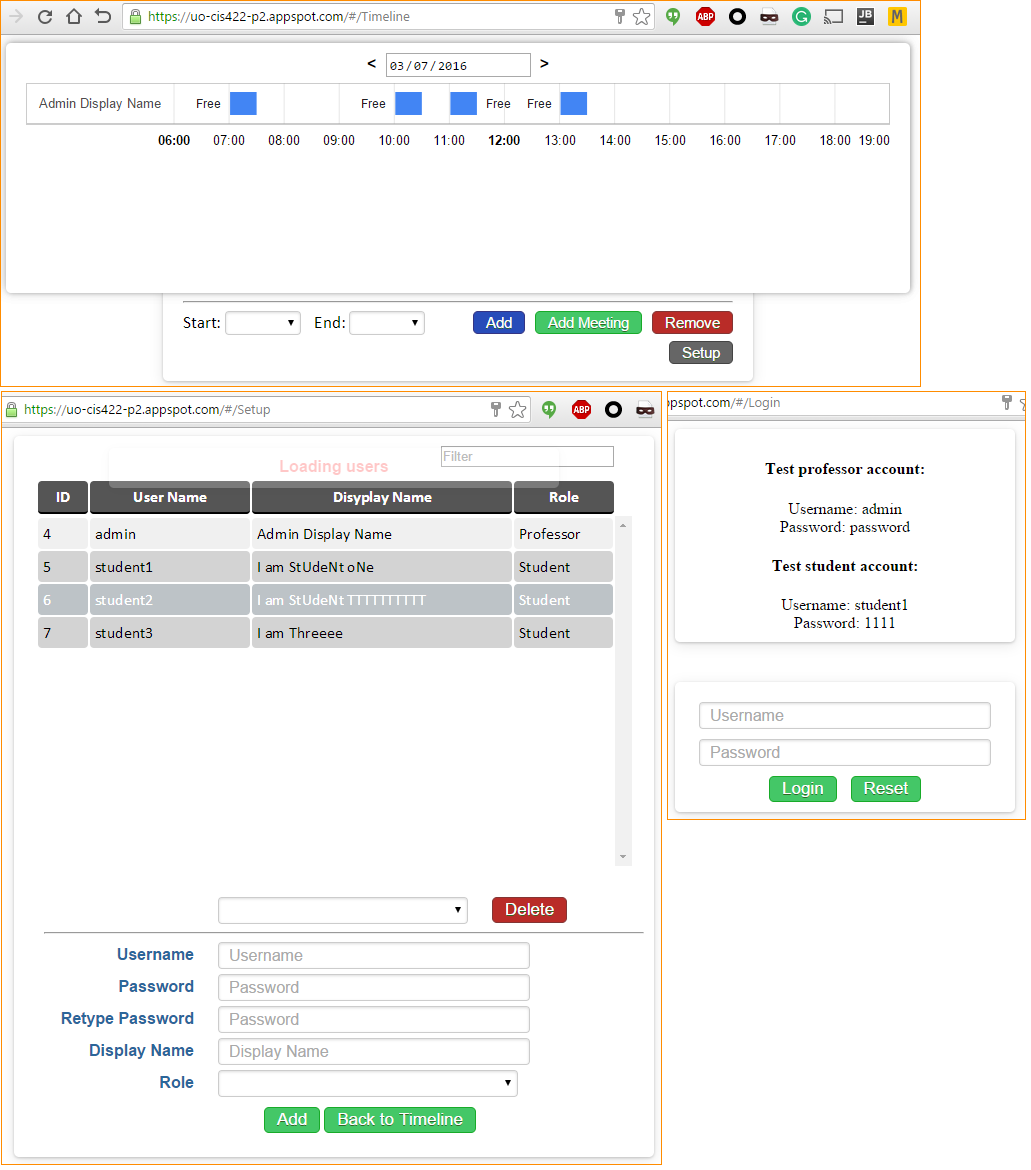 https://uo-cis422-p2.appspot.com/#/Timeline
ABP
JB
M
< 03/07/2016 >
Admin Display Name Free Free Free Free
06:00 07:00 08:00 09:00 10:00 11:00 12:00 13:00 14:00 15:00 16:00 17:00 18:00 19:00
Start: End: Add Add Meeting Remove
Setup
https://uo-cis422-p2.appspot.com/#/Setup
ABP
Filter
Loading users
ID User Name Disyplay Name Role
4 admin Admin Display Name Professor
5 student1 I am StUdeNt oNe Student
6 student2 I am StUdeNt TTTTTTTTTT Student
7 student3 I am Threeee Student
Delete
Username Username
Password Password
Retype Password Password
Display Name Display Name
Role
Add Back to Timeline
ppspot.com/#/Login
Test professor account:
Username: admin
Password: password
Test student account:
Username: student1
Password: 1111
Username
Password
Login Reset